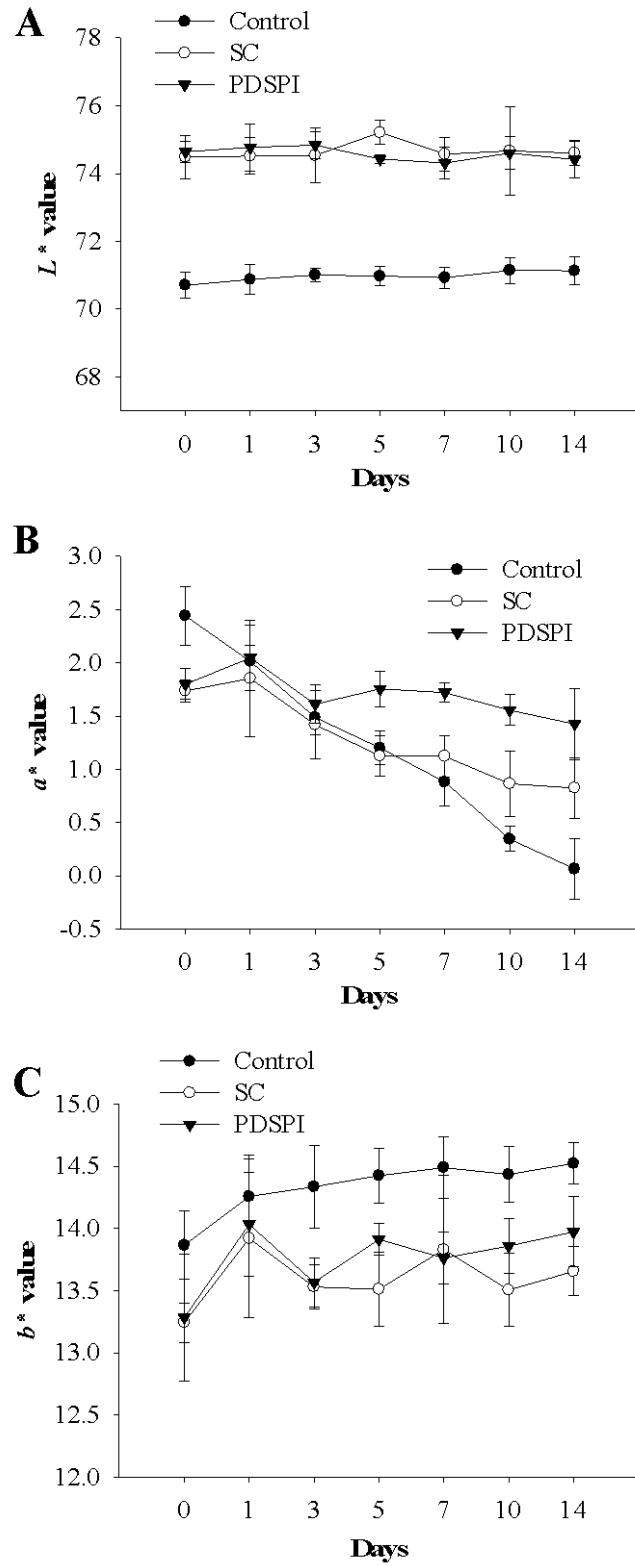 A
Control
SC
PDSPI
78
76
74
72
70
68
L* value
0 1 3 5 7 10 14
Days
B
Control
SC
PDSPI
3.0
2.5
2.0
1.5
1.0
0.5
0.0
-0.5
a* value
0 1 3 5 7 10 14
Days
C
Control
SC
PDSPI
15.0
14.5
14.0
13.5
13.0
12.5
12.0
b* value
0 1 3 5 7 10 14
Days